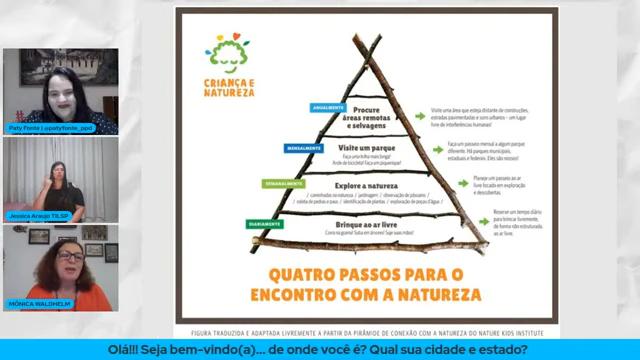 CRIANÇA E
NATUREZA
ANUALMENTE
Procure
áreas remotas
e selvagens
Visite uma área que esteja distante de construções,
estradas pavimentadas e sons urbanos – um lugar
livre de interferências humanas!
MENSALMENTE
Visite um parque
Faça uma trilha mais longa!
Ande de bicicleta! Faça um piquenique!
Faça um passeio mensal a algum parque
diferente. Há parques municipais,
estaduais e federais. Eles são nossos!
SEMANALMENTE
Explore a natureza
/ caminhadas na natureza / jardinagem / observação de pássaros /
/ coleta de pedras e paus / identificação de plantas / exploração de poças d'água /
Planeje um passeio ao ar
livre focado em exploração
e descobertas.
DIARIAMENTE
Brinque ao ar livre
Corra na grama! Suba em árvores! Suje suas mãos!
Reserve um tempo diário
para brincar livremente,
de forma não estruturada
ao ar livre.
QUATRO PASSOS PARA O
ENCONTRO COM A NATUREZA
FIGURA TRADUZIDA E ADAPTADA LIVREMENTE A PARTIR DA PIRÂMIDE DE CONEXÃO COM A NATUREZA DO NATURE KIDS INSTITUTE
Paty Fonte | @patyfonte_ppd
Jessica Araujo TILSP
MÔNICA WALDHELM
Olá!!! Seja bem-vindo(a)... de onde você é? Qual sua cidade e estado?